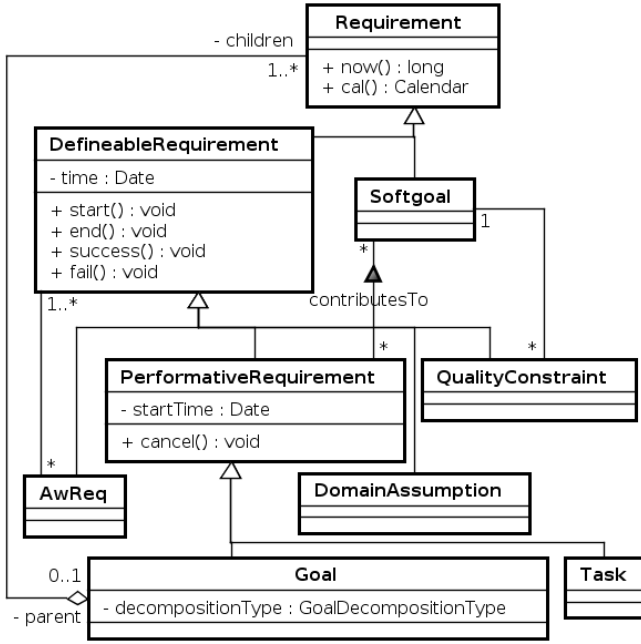 Requirement
- children
1..*
+ now() : long
+ cal() : Calendar
DefineableRequirement
- time : Date
+ start() : void
+ end() : void
+ success() : void
+ fail() : void
Softgoal
1
*
1..*
contributesTo
*
*
PerformativeRequirement
- startTime : Date
+ cancel() : void
QualityConstraint
*
AwReq
DomainAssumption
0..1
- parent
Goal
- decompositionType : GoalDecompositionType
Task